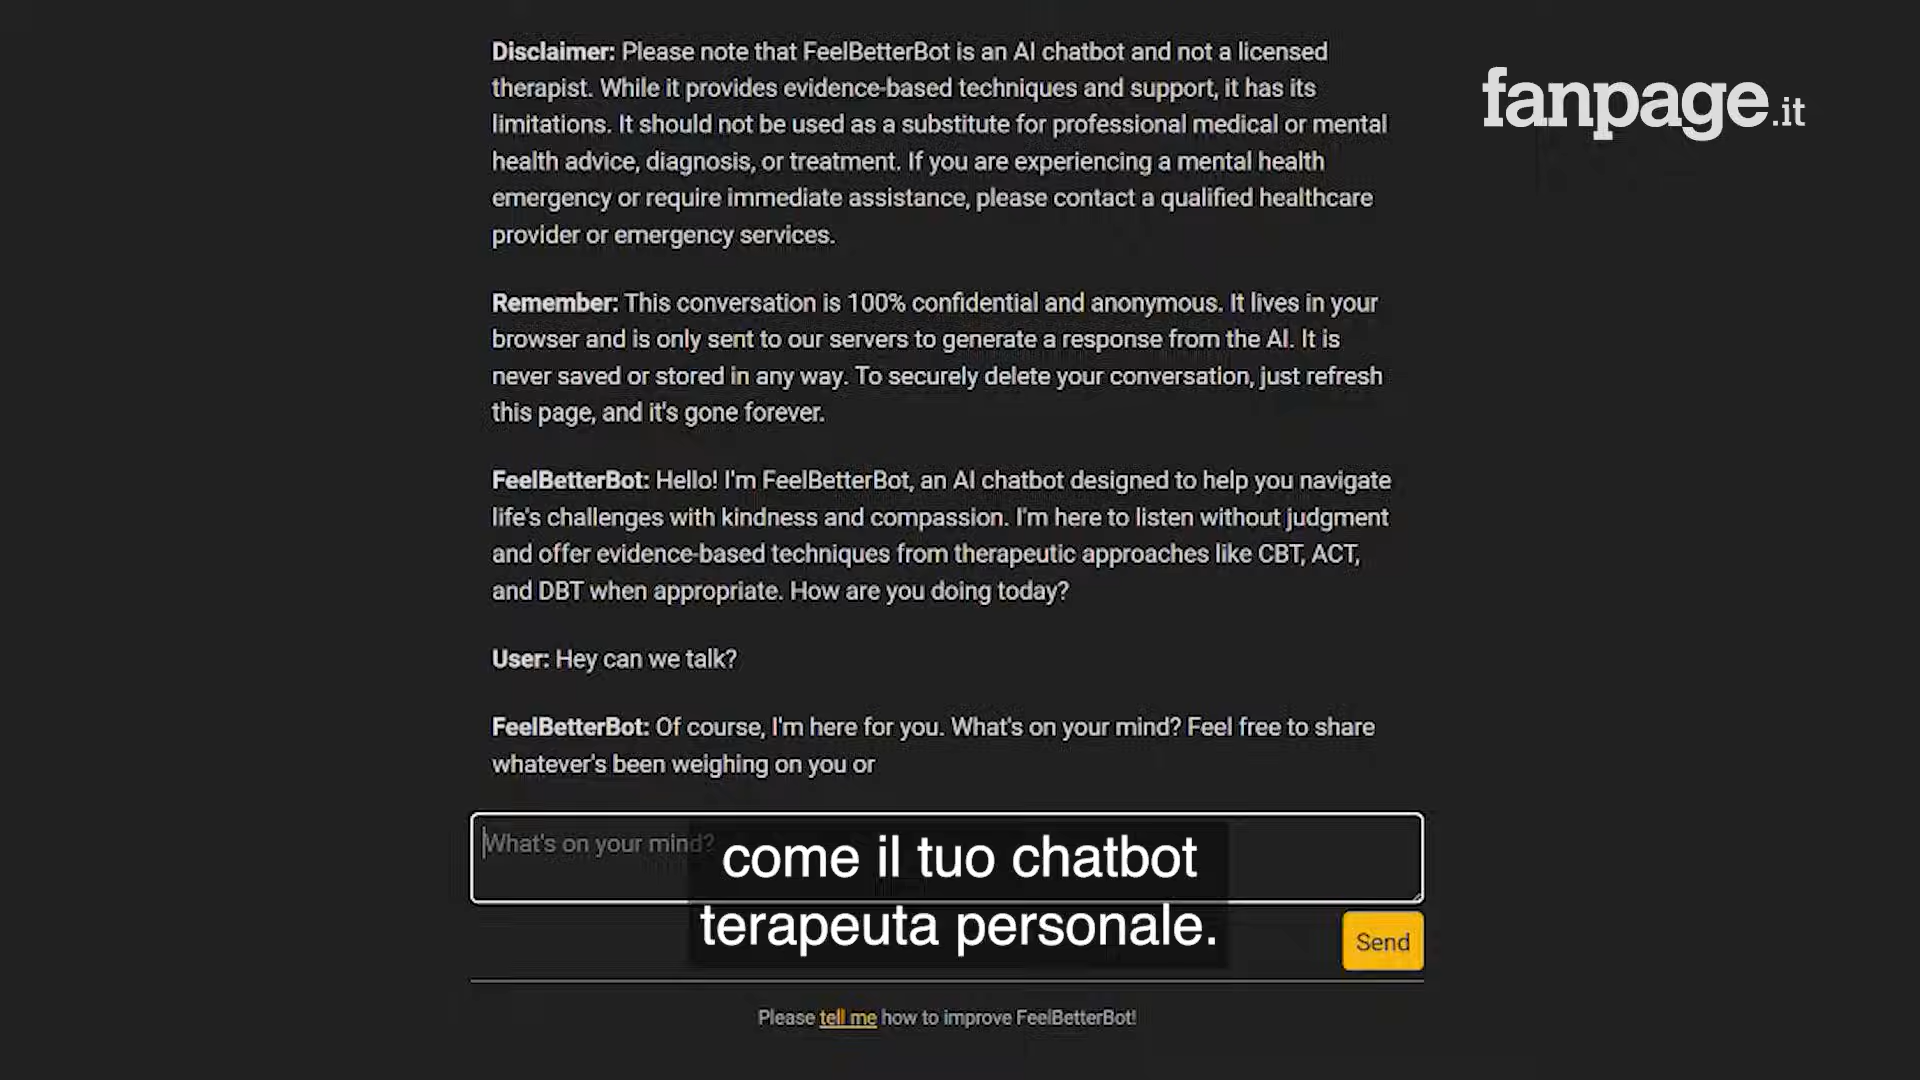 Disclaimer: Please note that FeelBetterBot is an AI chatbot and not a licensed
therapist. While it provides evidence-based techniques and support, it has its
limitations. It should not be used as a substitute for professional medical or mental
health advice, diagnosis, or treatment. If you are experiencing a mental health
emergency or require immediate assistance, please contact a qualified healthcare
provider or emergency services.
fanpage.it
Remember: This conversation is 100% confidential and anonymous. It lives in your
browser and is only sent to our servers to generate a response from the AI. It is
never saved or stored in any way. To securely delete your conversation, just refresh
this page, and it's gone forever.
FeelBetterBot: Hello! I'm FeelBetterBot, an AI chatbot designed to help you navigate
life's challenges with kindness and compassion. I'm here to listen without judgment
and offer evidence-based techniques from therapeutic approaches like CBT, ACT,
and DBT when appropriate. How are you doing today?
User: Hey can we talk?
FeelBetterBot: Of course, I'm here for you. What's on your mind? Feel free to share
whatever's been weighing on you or
What's on your mind?
come il tuo chatbot
terapeuta personale.
Send
Please tell me how to improve FeelBetterBot!